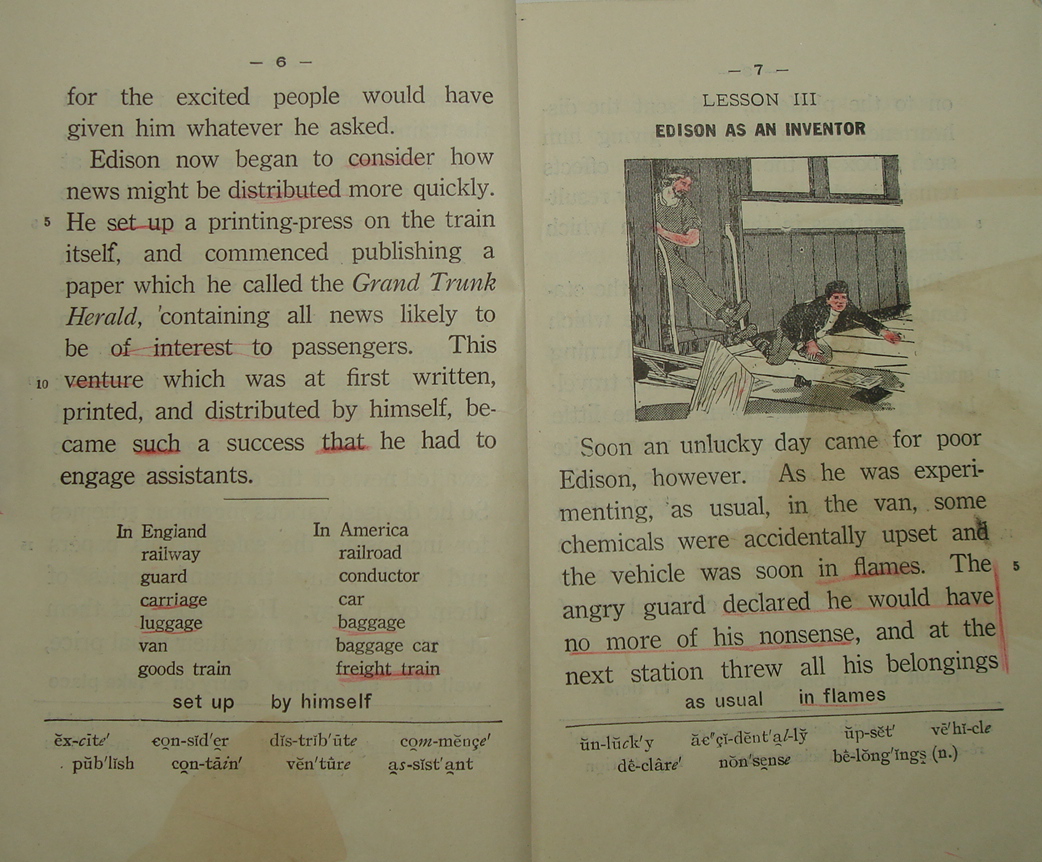 — 6 —
for the excited people would have
given him whatever he asked.
Edison now began to consider how
news might be distributed more quickly.
5 He set up a printing-press on the train
itself, and commenced publishing a
paper which he called the Grand Trunk
Herald, containing all news likely to
be of interest to passengers. This
10 venture which was at first written,
printed, and distributed by himself, be-
came such a success that he had to
engage assistants.
In England In America
railway railroad
guard conductor
carriage car
luggage baggage
van baggage car
goods train freight train
set up by himself
ĕx-cīte′ con-sĭd′ẽr dĭs-trĭb′ūte com-mĕnçe′
pŭb′lĭsh con-tāin′ vĕn′tūre as-sĭst′ant
— 7 —
LESSON III
EDISON AS AN INVENTOR
Soon an unlucky day came for poor
Edison, however. As he was experi-
menting, as usual, in the van, some
chemicals were accidentally upset and
the vehicle was soon in flames. The 5
angry guard declared he would have
no more of his nonsense, and at the
next station threw all his belongings
as usual in flames
ŭn-lŭck′y ăc″çĭ-dĕnt′al-lў ŭp-sĕt′ vē′hĭ-cle
dê-clâre′ nŏn′sense bê-lŏng′ĭngs (n.)